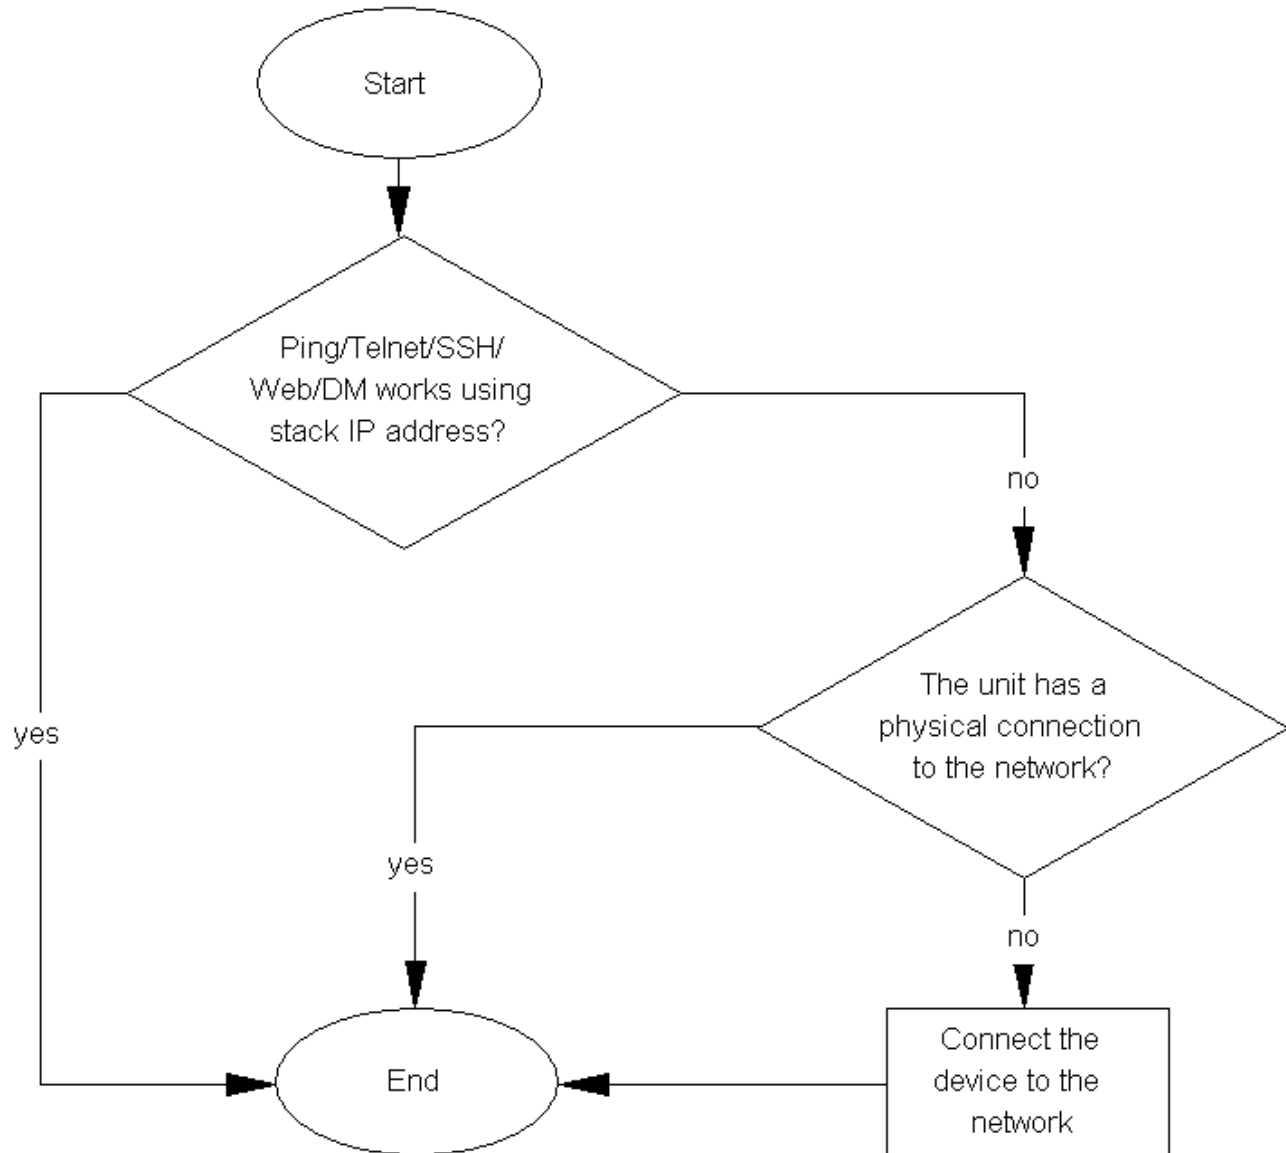 Start
Ping/Telnet/SSH/
Web/DM works using
stack IP address?
no
The unit has a
physical connection
to the network?
yes
yes
no
Connect the
device to the
network
End